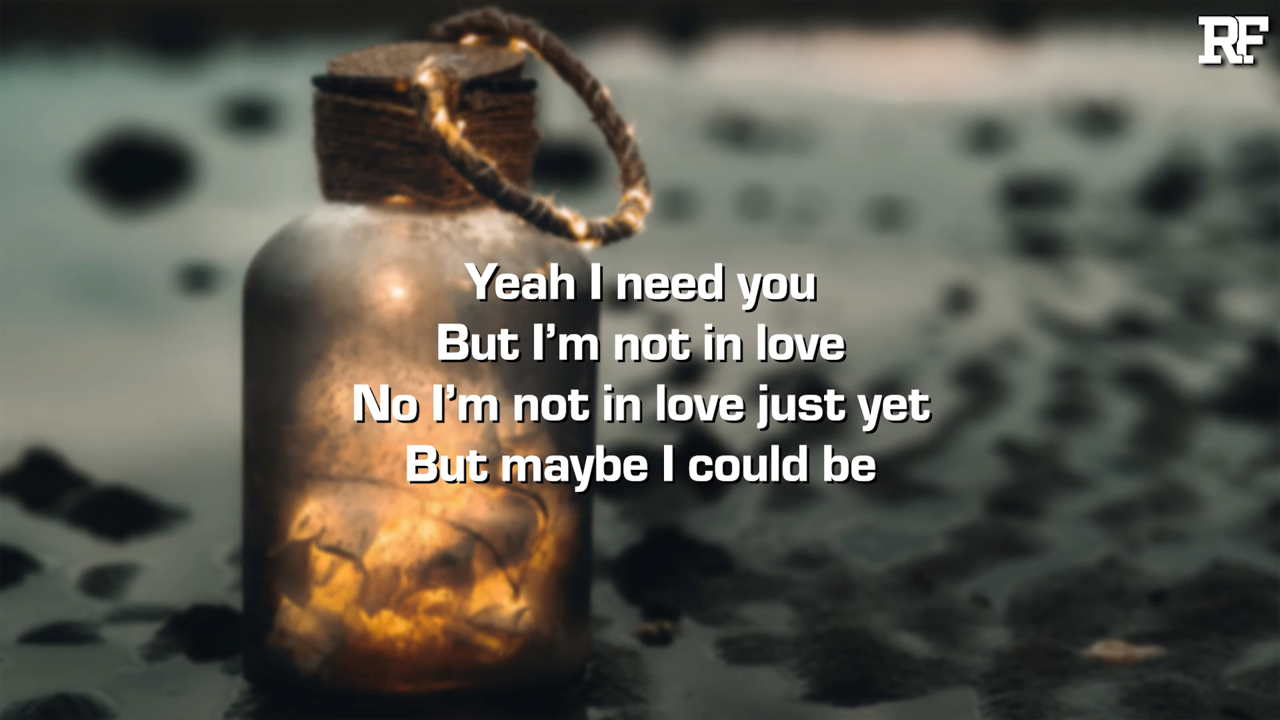 RF
Yeah I need you
But I’m not in love
No I’m not in love just yet
But maybe I could be